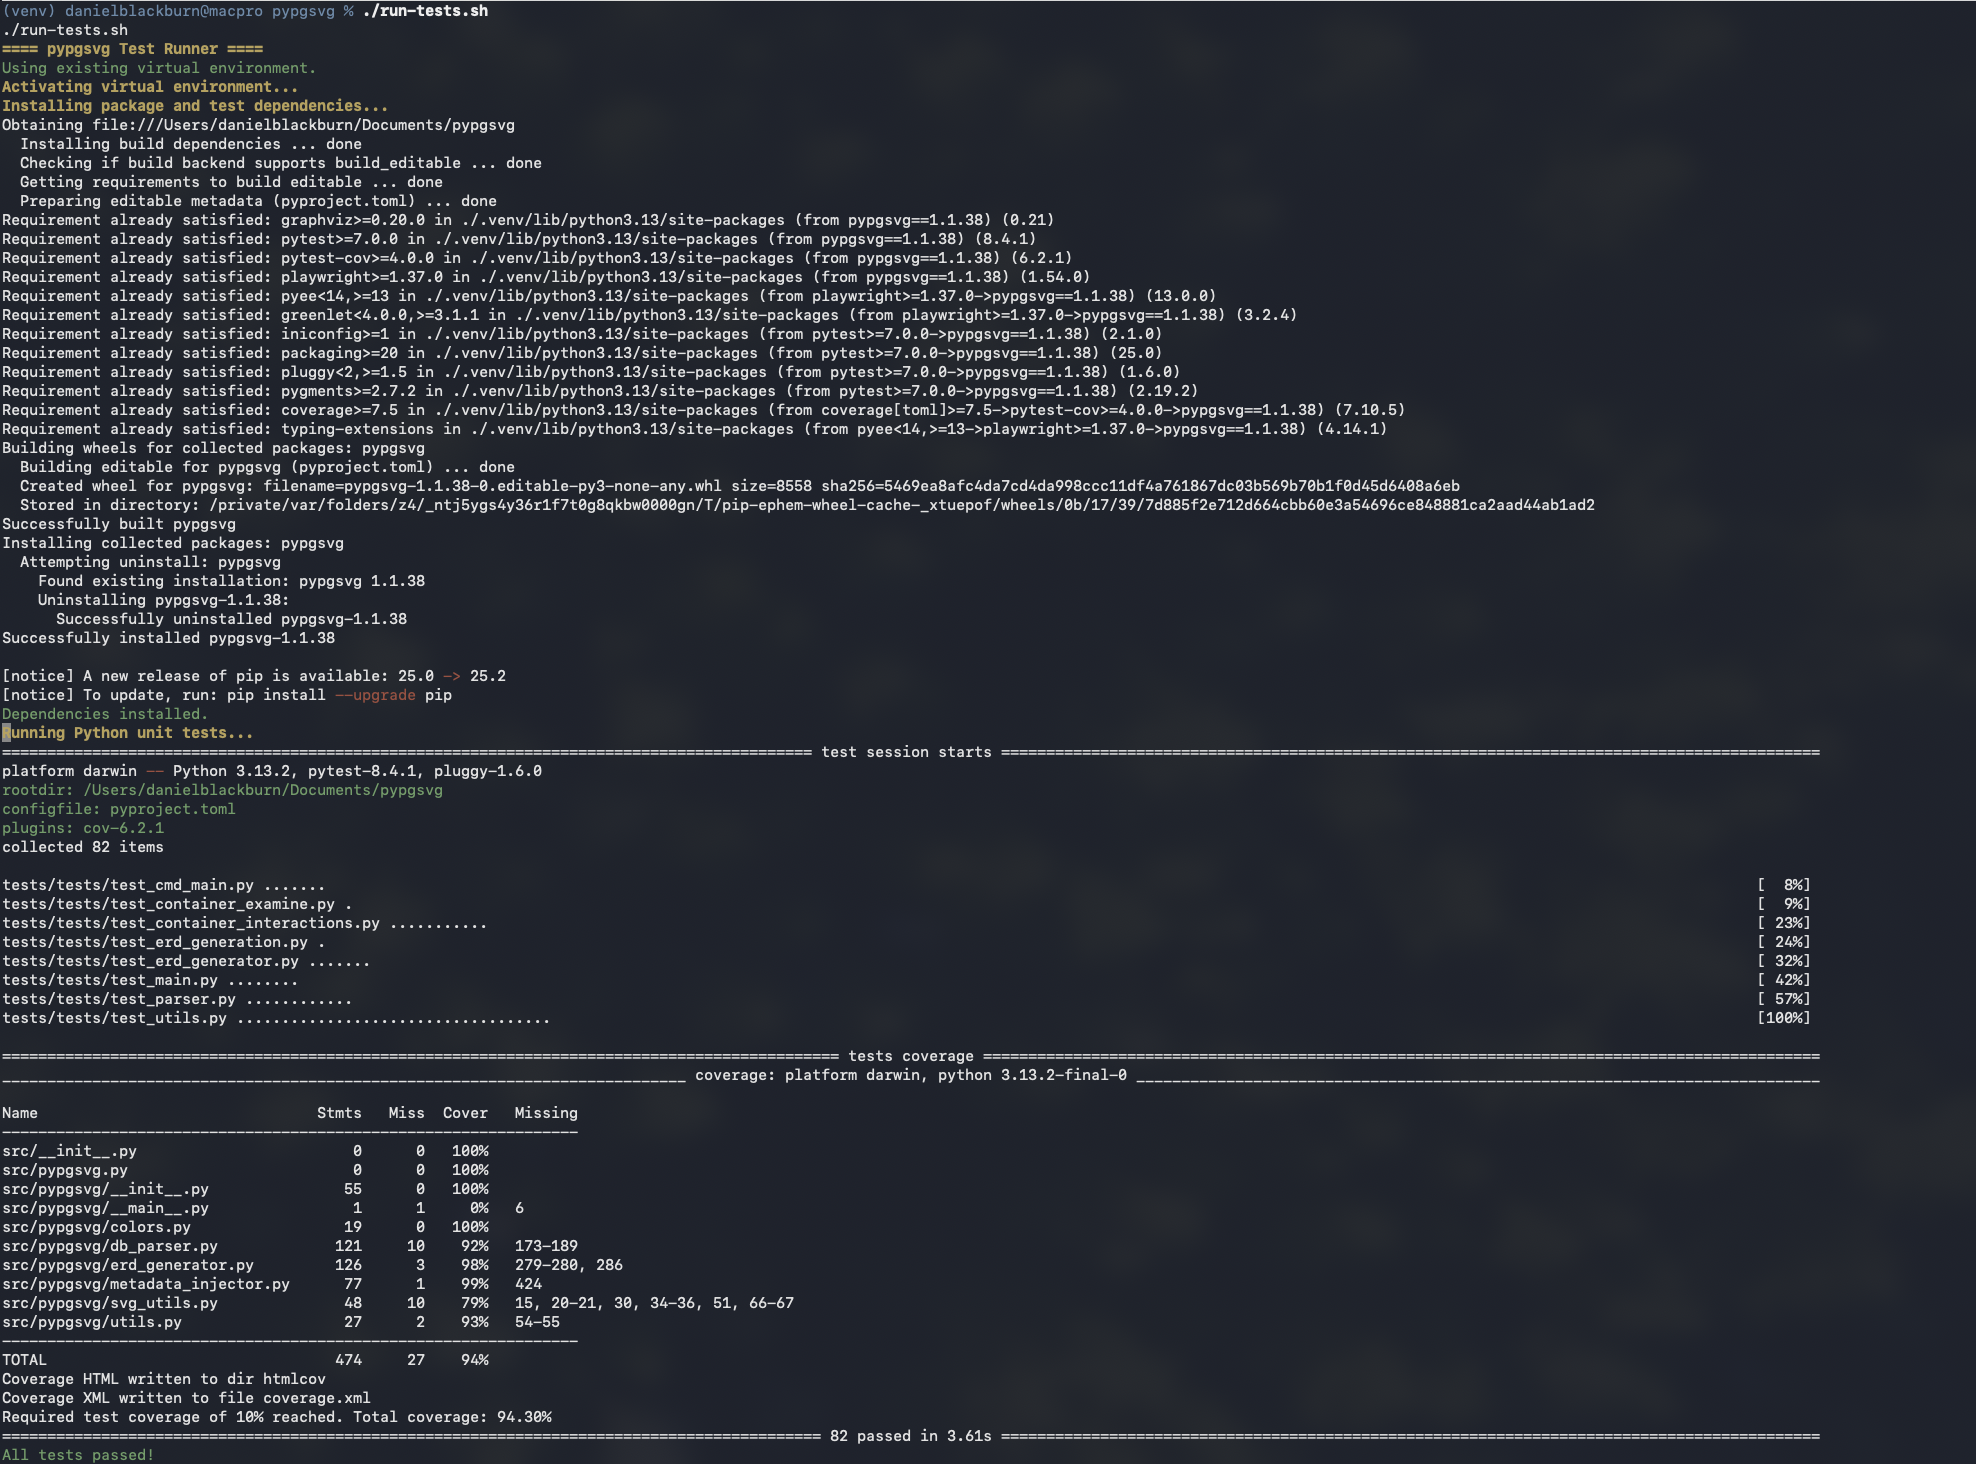 (venv) danielblackburn@macpro pypgsvg % ./run-tests.sh
./run-tests.sh
==== pypgsvg Test Runner ====
Using existing virtual environment.
Activating virtual environment...
Installing package and test dependencies...
Obtaining file:///Users/danielblackburn/Documents/pypgsvg
  Installing build dependencies ... done
  Checking if build backend supports build_editable ... done
  Getting requirements to build editable ... done
  Preparing editable metadata (pyproject.toml) ... done
Requirement already satisfied: graphviz>=0.20.0 in ./.venv/lib/python3.13/site-packages (from pypgsvg==1.1.38) (0.21)
Requirement already satisfied: pytest>=7.0.0 in ./.venv/lib/python3.13/site-packages (from pypgsvg==1.1.38) (8.4.1)
Requirement already satisfied: pytest-cov>=4.0.0 in ./.venv/lib/python3.13/site-packages (from pypgsvg==1.1.38) (6.2.1)
Requirement already satisfied: playwright>=1.37.0 in ./.venv/lib/python3.13/site-packages (from pypgsvg==1.1.38) (1.54.0)
Requirement already satisfied: pyee<14,>=13 in ./.venv/lib/python3.13/site-packages (from playwright>=1.37.0->pypgsvg==1.1.38) (13.0.0)
Requirement already satisfied: greenlet<4.0.0,>=3.1.1 in ./.venv/lib/python3.13/site-packages (from playwright>=1.37.0->pypgsvg==1.1.38) (3.2.4)
Requirement already satisfied: iniconfig>=1 in ./.venv/lib/python3.13/site-packages (from pytest>=7.0.0->pypgsvg==1.1.38) (2.1.0)
Requirement already satisfied: packaging>=20 in ./.venv/lib/python3.13/site-packages (from pytest>=7.0.0->pypgsvg==1.1.38) (25.0)
Requirement already satisfied: pluggy<2,>=1.5 in ./.venv/lib/python3.13/site-packages (from pytest>=7.0.0->pypgsvg==1.1.38) (1.6.0)
Requirement already satisfied: pygments>=2.7.2 in ./.venv/lib/python3.13/site-packages (from pytest>=7.0.0->pypgsvg==1.1.38) (2.19.2)
Requirement already satisfied: coverage>=7.5 in ./.venv/lib/python3.13/site-packages (from coverage[toml]>=7.5->pytest-cov>=4.0.0->pypgsvg==1.1.38) (7.10.5)
Requirement already satisfied: typing-extensions in ./.venv/lib/python3.13/site-packages (from pyee<14,>=13->playwright>=1.37.0->pypgsvg==1.1.38) (4.14.1)
Building wheels for collected packages: pypgsvg
  Building editable for pypgsvg (pyproject.toml) ... done
  Created wheel for pypgsvg: filename=pypgsvg-1.1.38-0.editable-py3-none-any.whl size=8558 sha256=5469ea8afc4da7cd4da998ccc11df4a761867dc03b569b70b1f0d45d6408a6eb
  Stored in directory: /private/var/folders/z4/_ntj5ygs4y36r1f7t0g8qkbw0000gn/T/pip-ephem-wheel-cache-_xtuepof/wheels/0b/17/39/7d885f2e712d664cbb60e3a54696ce848881ca2aad44ab1ad2
Successfully built pypgsvg
Installing collected packages: pypgsvg
  Attempting uninstall: pypgsvg
    Found existing installation: pypgsvg 1.1.38
    Uninstalling pypgsvg-1.1.38:
      Successfully uninstalled pypgsvg-1.1.38
Successfully installed pypgsvg-1.1.38
[notice] A new release of pip is available: 25.0 -> 25.2
[notice] To update, run: pip install --upgrade pip
Dependencies installed.
Running Python unit tests...
========== test session starts ==========
platform darwin -- Python 3.13.2, pytest-8.4.1, pluggy-1.6.0
rootdir: /Users/danielblackburn/Documents/pypgsvg
configfile: pyproject.toml
plugins: cov-6.2.1
collected 82 items
tests/tests/test_cmd_main.py ....... [  8%]
tests/tests/test_container_examine.py . [  9%]
tests/tests/test_container_interactions.py ........... [ 23%]
tests/tests/test_erd_generation.py . [ 24%]
tests/tests/test_erd_generator.py ....... [ 32%]
tests/tests/test_main.py ........ [ 42%]
tests/tests/test_parser.py ............ [ 57%]
tests/tests/test_utils.py ................................... [100%]
========== tests coverage ==========
__________ coverage: platform darwin, python 3.13.2-final-0 __________
Name                                Stmts   Miss  Cover   Missing
----------------------------------------------------------------
src/__init__.py                         0      0   100%
src/pypgsvg.py                          0      0   100%
src/pypgsvg/__init__.py                55      0   100%
src/pypgsvg/__main__.py                 1      1     0%   6
src/pypgsvg/colors.py                  19      0   100%
src/pypgsvg/db_parser.py              121     10    92%   173-189
src/pypgsvg/erd_generator.py          126      3    98%   279-280, 286
src/pypgsvg/metadata_injector.py       77      1    99%   424
src/pypgsvg/svg_utils.py               48     10    79%   15, 20-21, 30, 34-36, 51, 66-67
src/pypgsvg/utils.py                   27      2    93%   54-55
----------------------------------------------------------------
TOTAL                                 474     27    94%
Coverage HTML written to dir htmlcov
Coverage XML written to file coverage.xml
Required test coverage of 10% reached. Total coverage: 94.30%
========== 82 passed in 3.61s ==========
All tests passed!